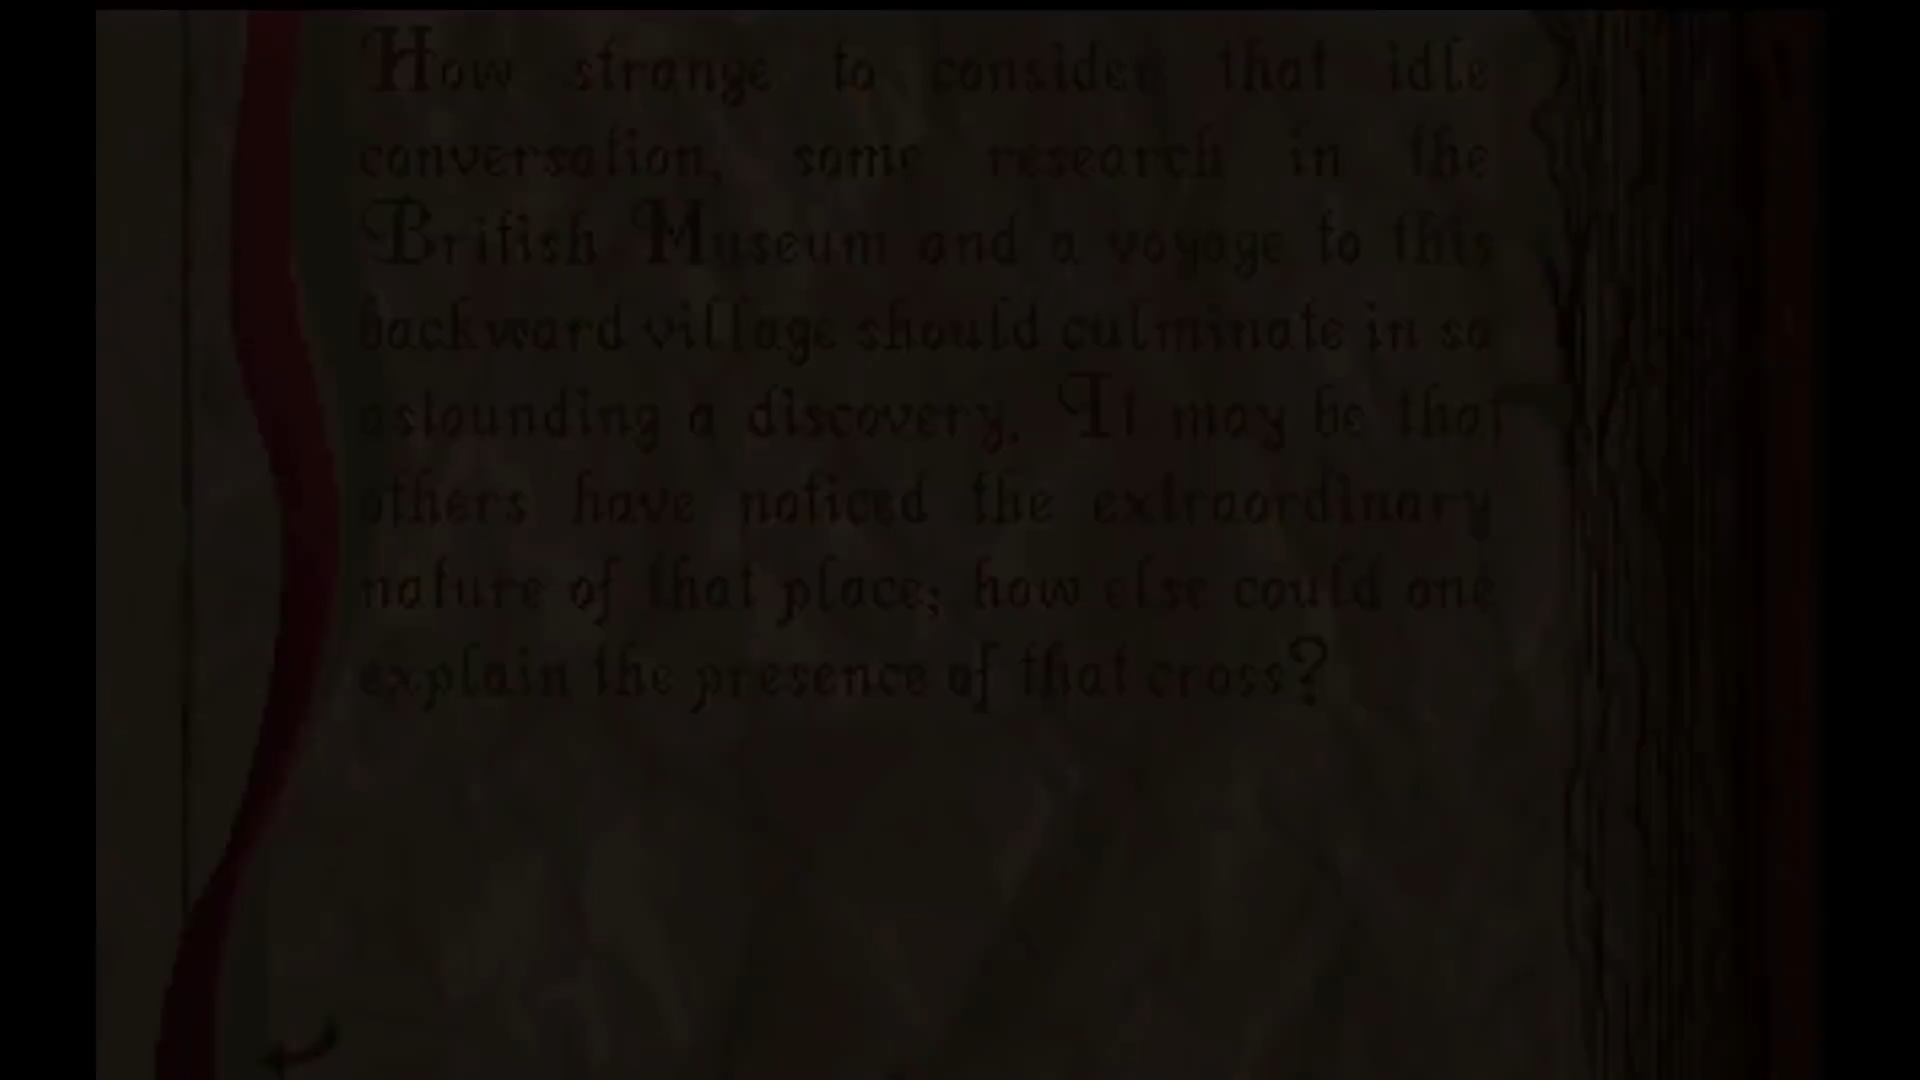 How strange to consider that idle
conversation, some research in the
British Museum and a voyage to this
backward village should culminate in so
astounding a discovery. It may be that
others have noticed the extraordinary
nature of that place; how else could one
explain the presence of that cross?